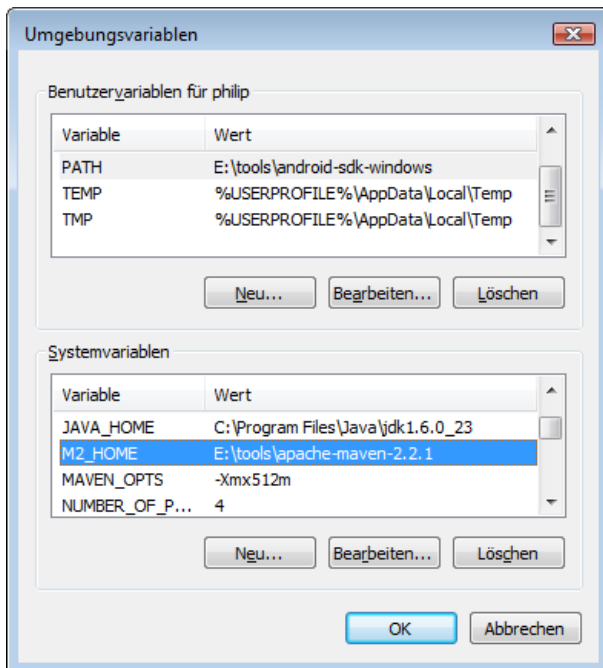 Umgebungsvariablen
Benutzervariablen für philip
Variable Wert
PATH E:\tools\android-sdk-windows
TEMP %USERPROFILE%\AppData\Local\Temp
TMP %USERPROFILE%\AppData\Local\Temp
Neu... Bearbeiten... Löschen
Systemvariablen
Variable Wert
JAVA_HOME C:\Program Files\Java\jdk1.6.0_23
M2_HOME E:\tools\apache-maven-2.2.1
MAVEN_OPTS -Xmx512m
NUMBER_OF_P... 4
Neu... Bearbeiten... Löschen
OK Abbrechen